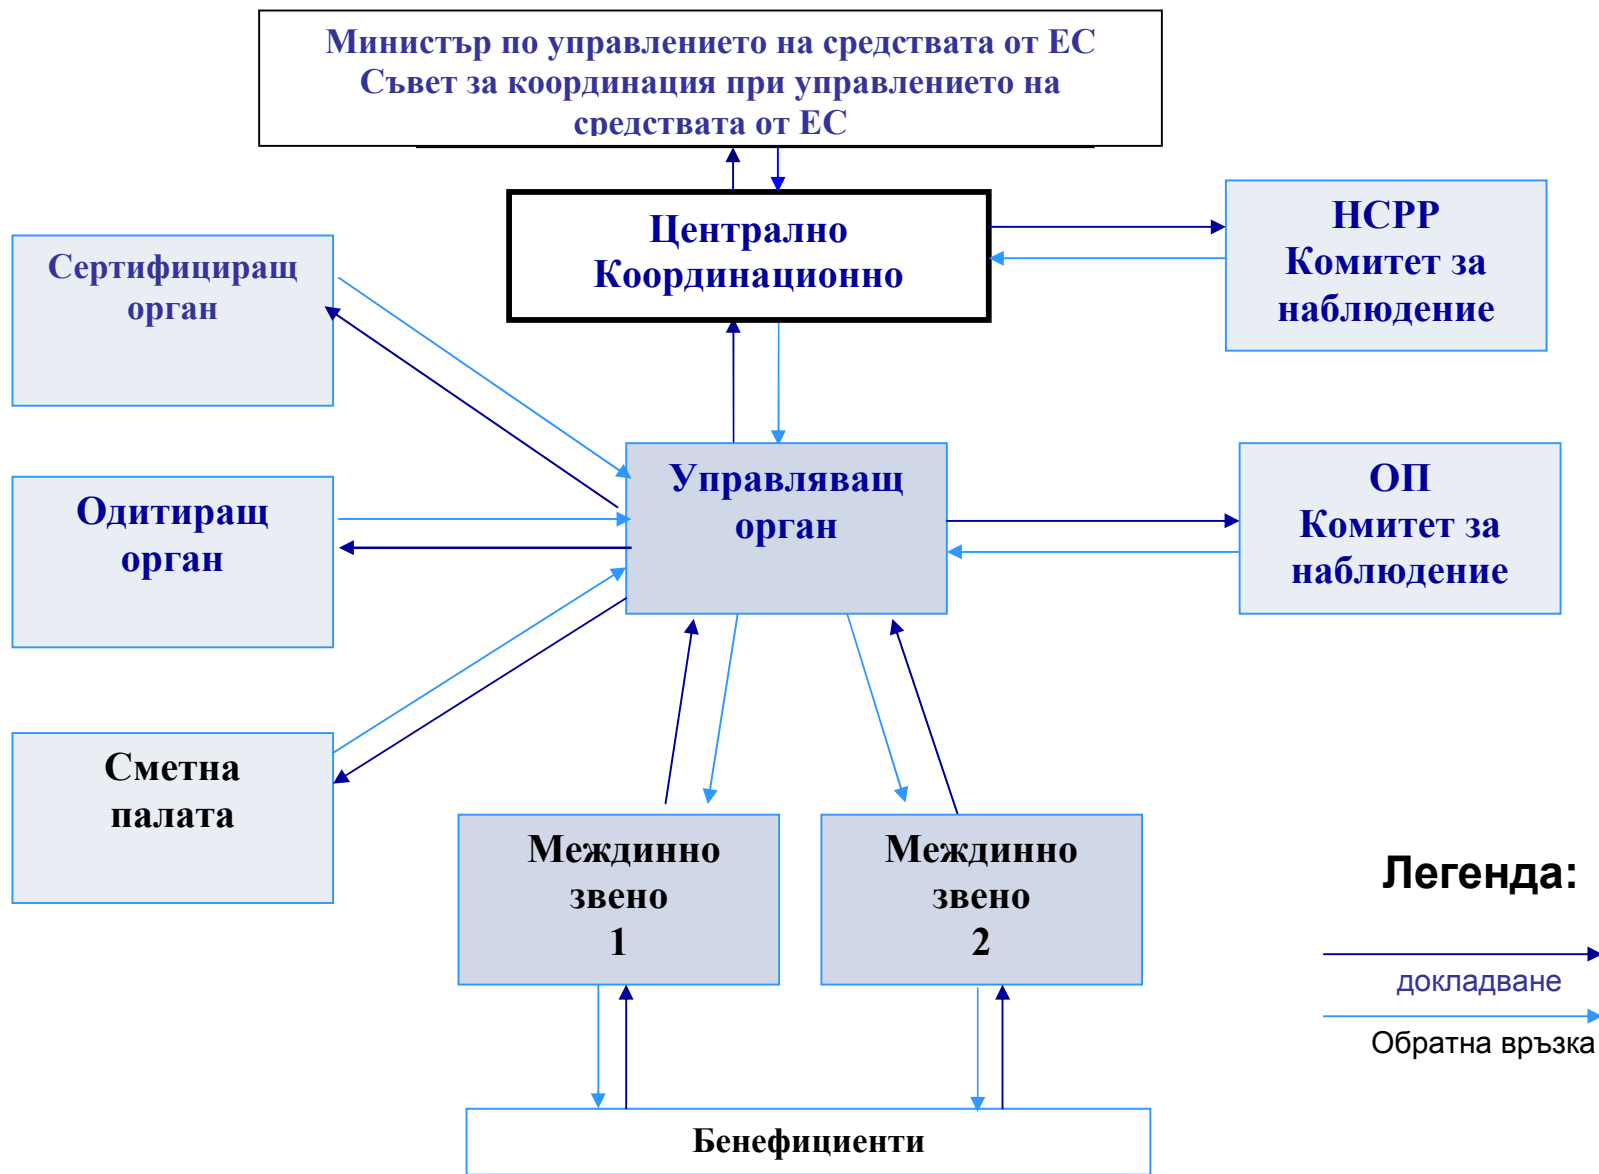 Министър по управлението на средствата от ЕС
Съвет за координация при управлението на
средствата от ЕС
Централно
Координационно
НСРР
Комитет за
наблюдение
Сертифициращ
орган
Управляващ
орган
ОП
Комитет за
наблюдение
Одитиращ
орган
Сметна
палата
Междинно
звено
1
Междинно
звено
2
Легенда:
докладване
Обратна връзка
Бенефициенти